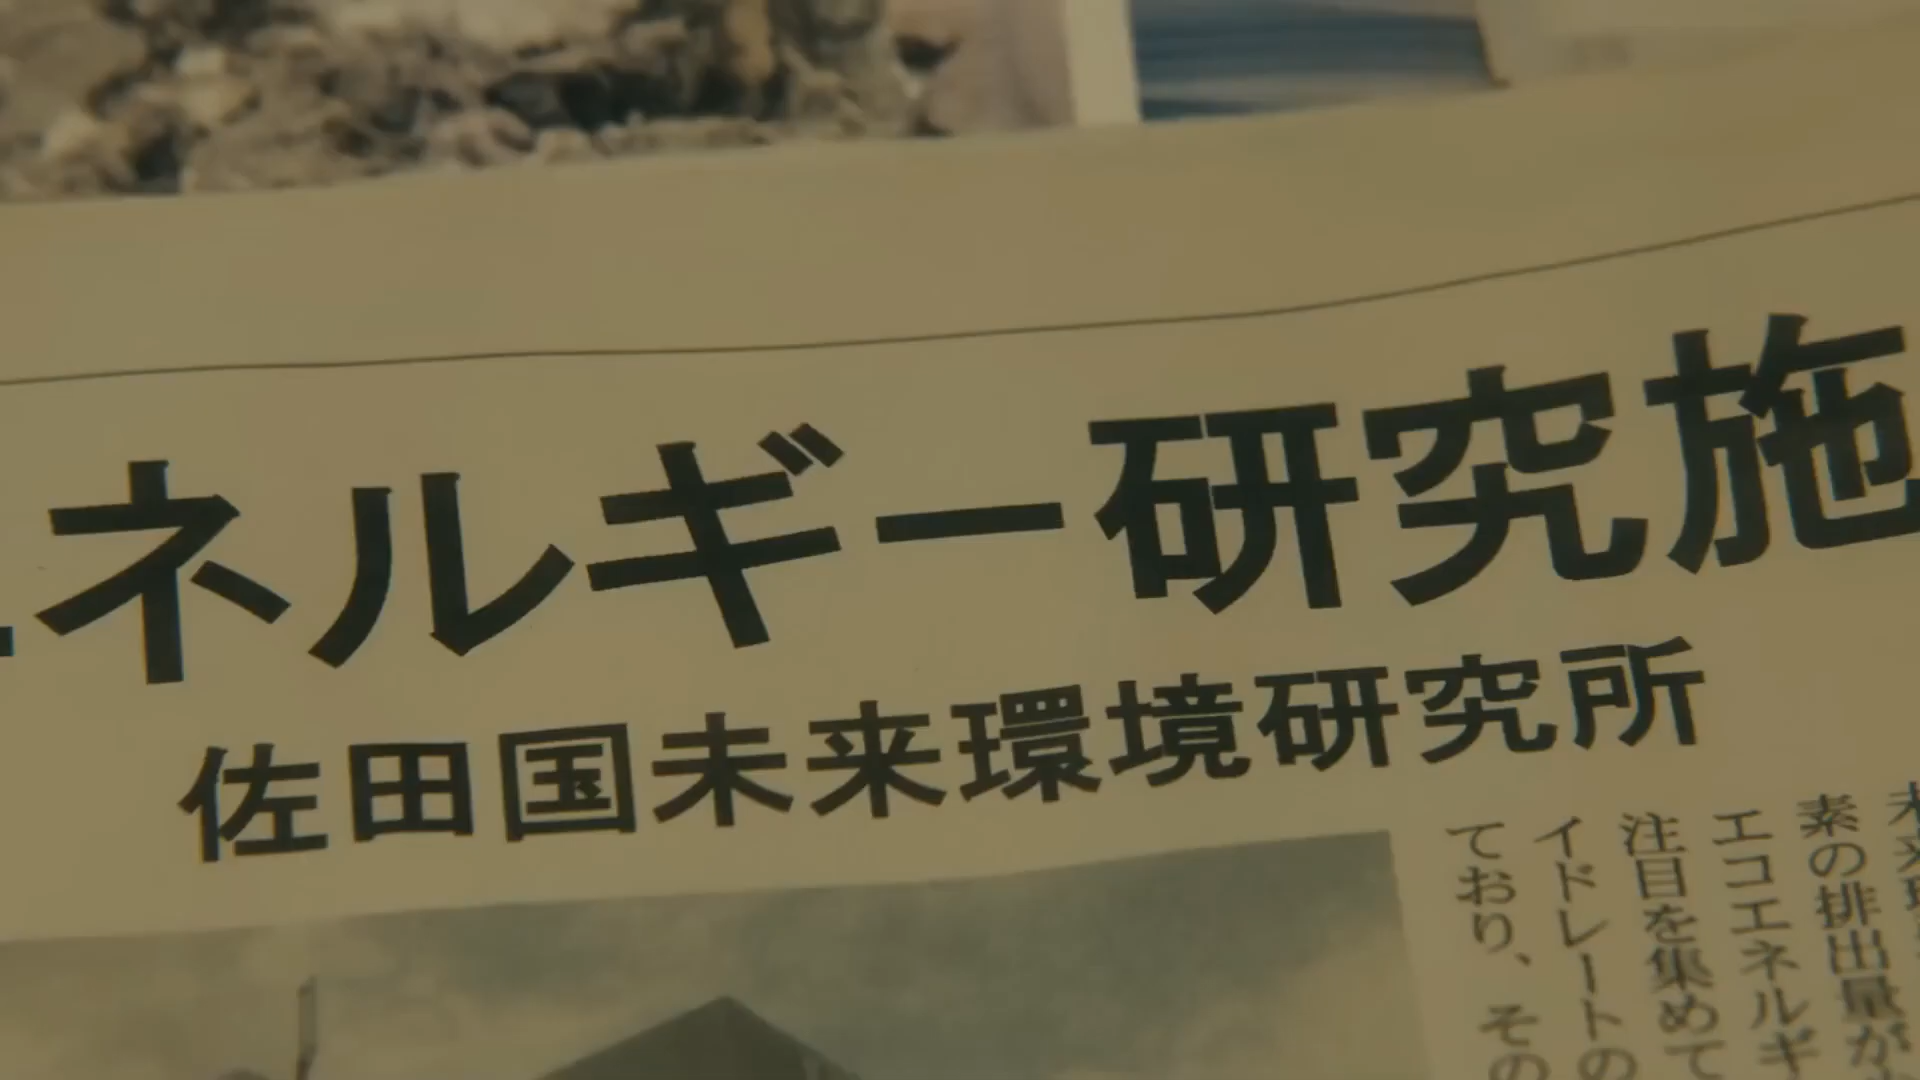 ネルギー研究施
佐田国未来環境研究所
素の排出量が
エコエネルギ
注目を集めて
イドレートの
ており、その